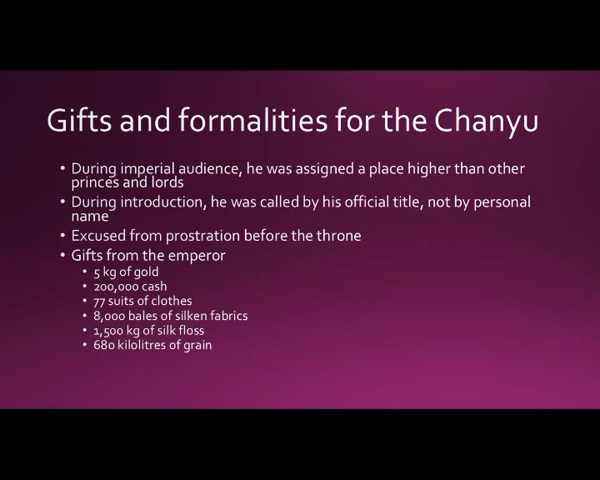 Gifts and formalities for the Chanyu
• During imperial audience, he was assigned a place higher than other
princes and lords
• During introduction, he was called by his official title, not by personal
name
• Excused from prostration before the throne
• Gifts from the emperor
• 5 kg of gold
• 200,000 cash
• 77 suits of clothes
• 8,000 bales of silken fabrics
• 1,500 kg of silk floss
• 680 kilolitres of grain